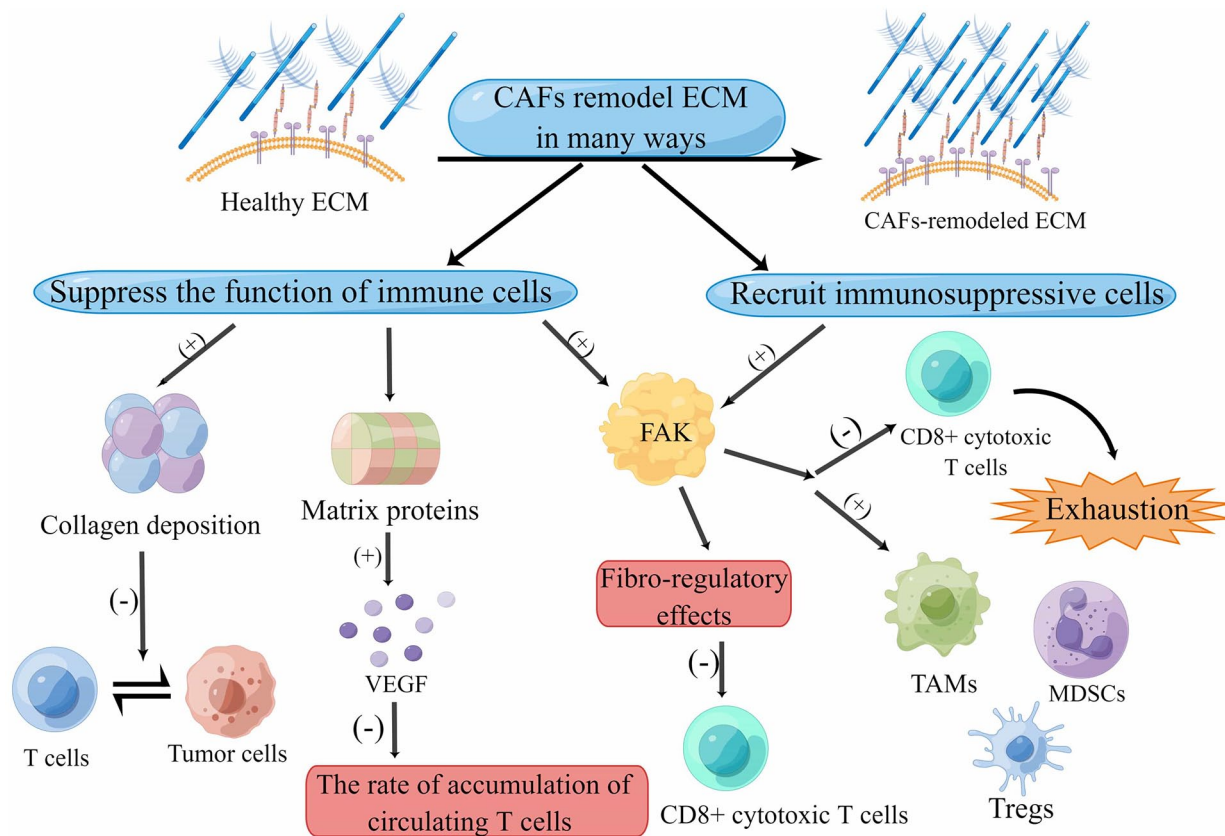 CAFs remodel ECM
in many ways
Healthy ECM
CAFs-remodeled ECM
Suppress the function of immune cells
Recruit immunosuppressive cells
(+)
(+)
(+)
FAK
(-)
CD8+ cytotoxic
T cells
Exhaustion
(+)
Collagen deposition
Matrix proteins
(+)
(-)
Fibro-regulatory
effects
VEGF
(-)
(-)
TAMs
MDSCs
T cells
Tumor cells
The rate of accumulation of
circulating T cells
CD8+ cytotoxic T cells
Tregs